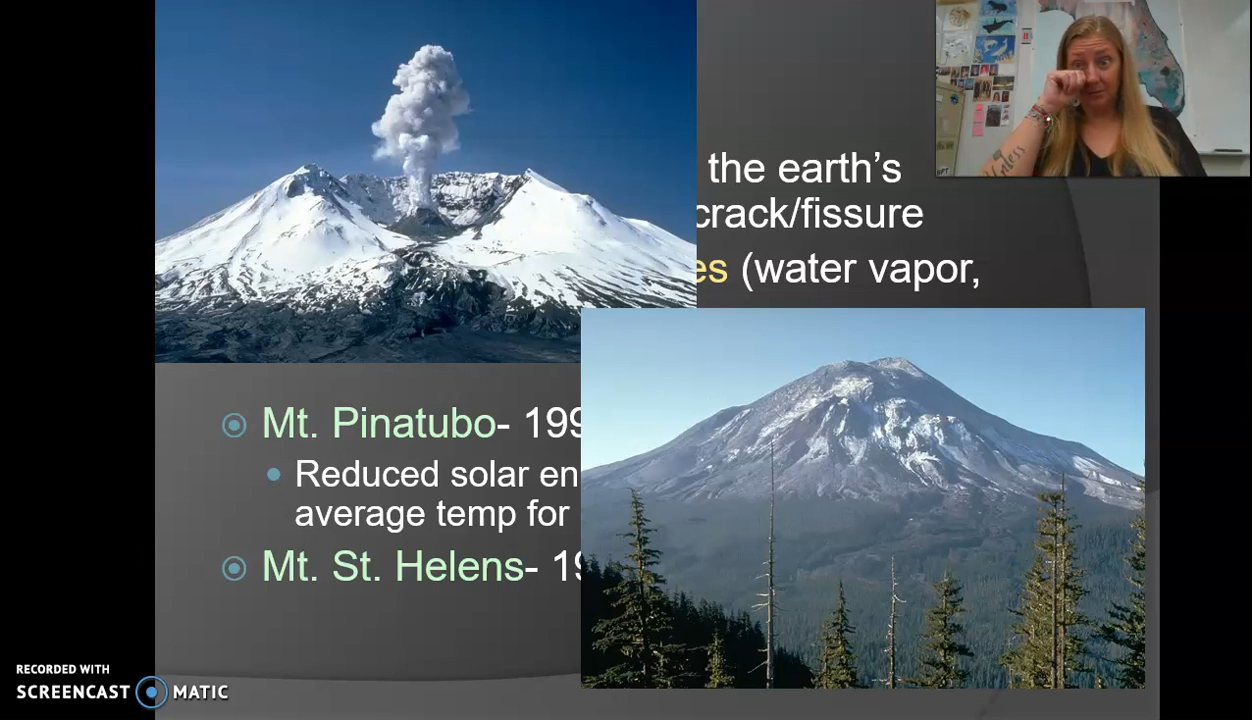 the earth's
crack/fissure
es (water vapor,
Mt. Pinatubo- 199
Reduced solar en
average temp for
Mt. St. Helens- 19
RECORDED WITH
SCREENCAST MATIC